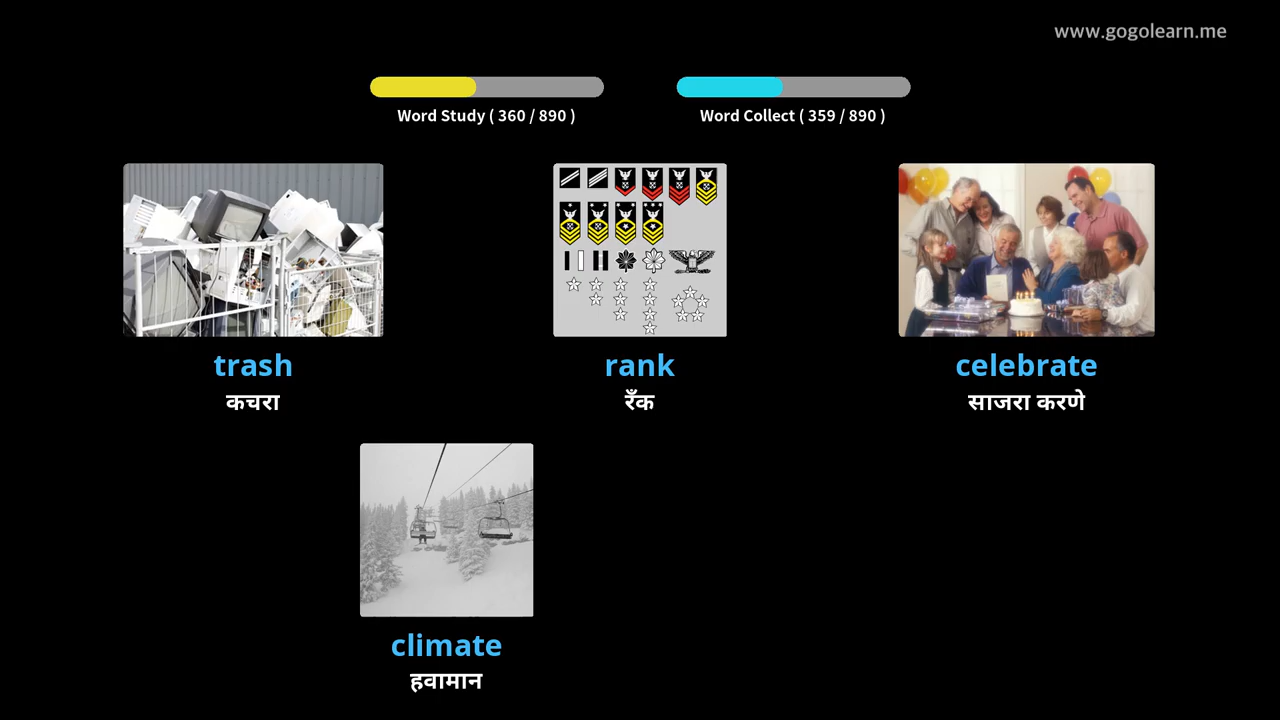 www.gogolearn.me
Word Study ( 360 / 890 )
Word Collect ( 359 / 890 )
trash
कचरा
rank
रँक
celebrate
साजरा करणे
climate
हवामान